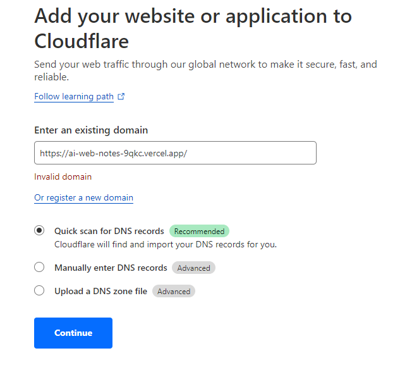 Add your website or application to
Cloudflare
Send your web traffic through our global network to make it secure, fast, and
reliable.
Follow learning path
Enter an existing domain
https://ai-web-notes-9qkc.vercel.app/
Invalid domain
Or register a new domain
Quick scan for DNS records Recommended
Cloudflare will find and import your DNS records for you.
Manually enter DNS records Advanced
Upload a DNS zone file Advanced
Continue